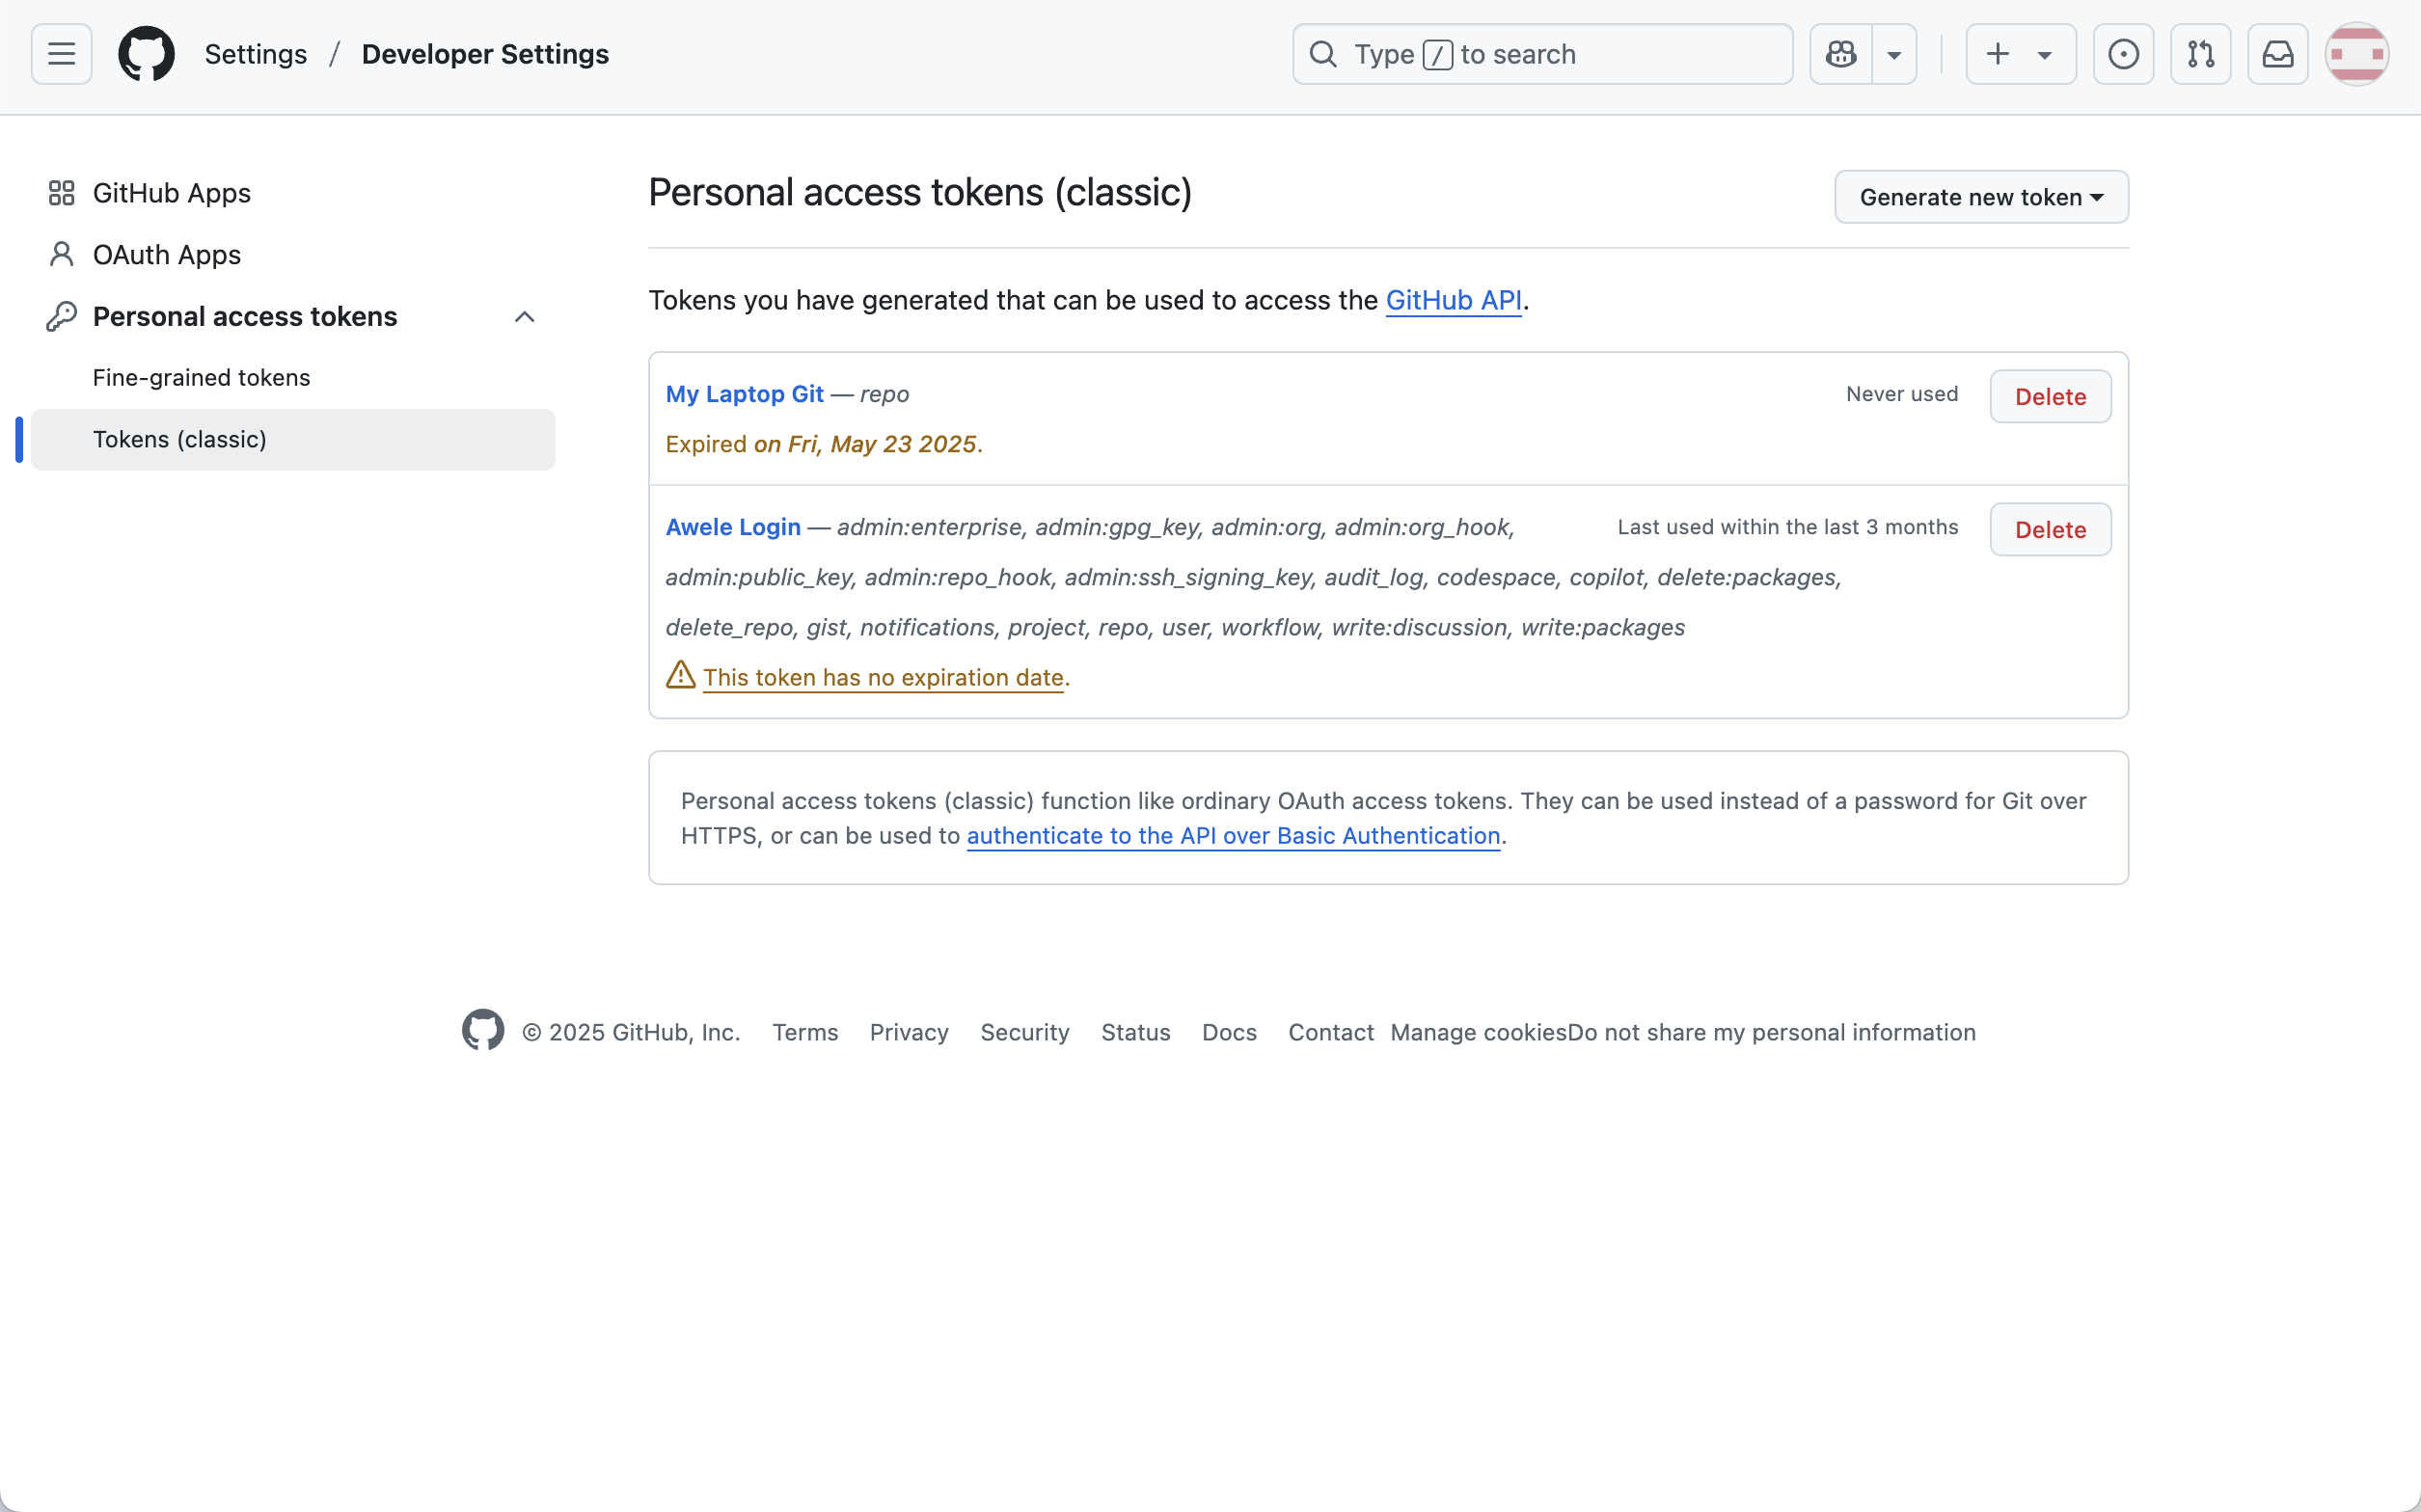 Settings / Developer Settings
Type / to search
GitHub Apps
OAuth Apps
Personal access tokens
Fine-grained tokens
Tokens (classic)
Personal access tokens (classic)
Generate new token
Tokens you have generated that can be used to access the GitHub API.
My Laptop Git — repo
Never used
Delete
Expired on Fri, May 23 2025.
Awele Login — admin:enterprise, admin:gpg_key, admin:org, admin:org_hook,
Last used within the last 3 months
Delete
admin:public_key, admin:repo_hook, admin:ssh_signing_key, audit_log, codespace, copilot, delete:packages,
delete_repo, gist, notifications, project, repo, user, workflow, write:discussion, write:packages
This token has no expiration date.
Personal access tokens (classic) function like ordinary OAuth access tokens. They can be used instead of a password for Git over
HTTPS, or can be used to authenticate to the API over Basic Authentication.
© 2025 GitHub, Inc. Terms Privacy Security Status Docs Contact Manage cookiesDo not share my personal information